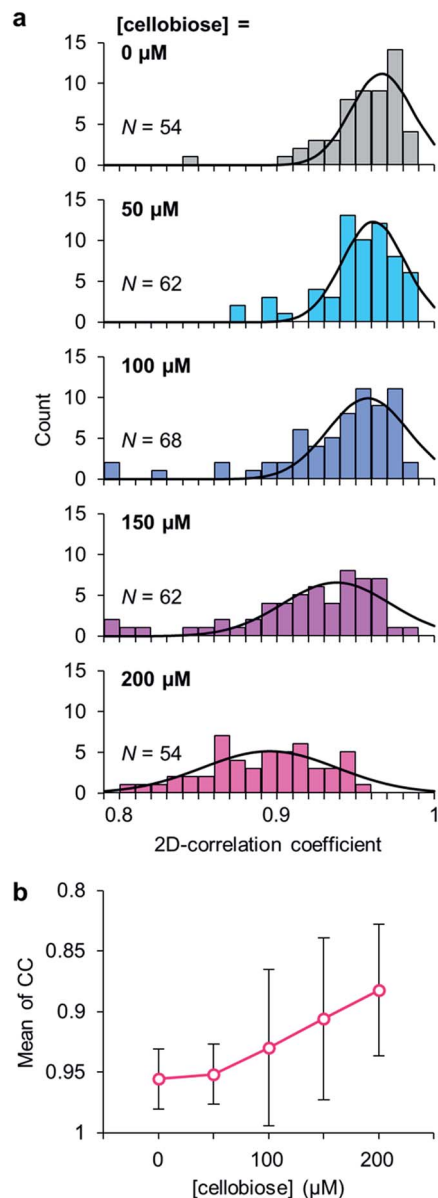 a
[cellobiose] =
0 µM
15
10
5
0
N = 54
50 µM
15
10
5
0
N = 62
100 µM
15
10
5
0
N = 68
Count
150 µM
15
10
5
0
N = 62
200 µM
15
10
5
0
N = 54
0.8 0.9 1
2D-correlation coefficient
b
0.8
0.85
0.9
0.95
1
Mean of CC
0 100 200
[cellobiose] (µM)